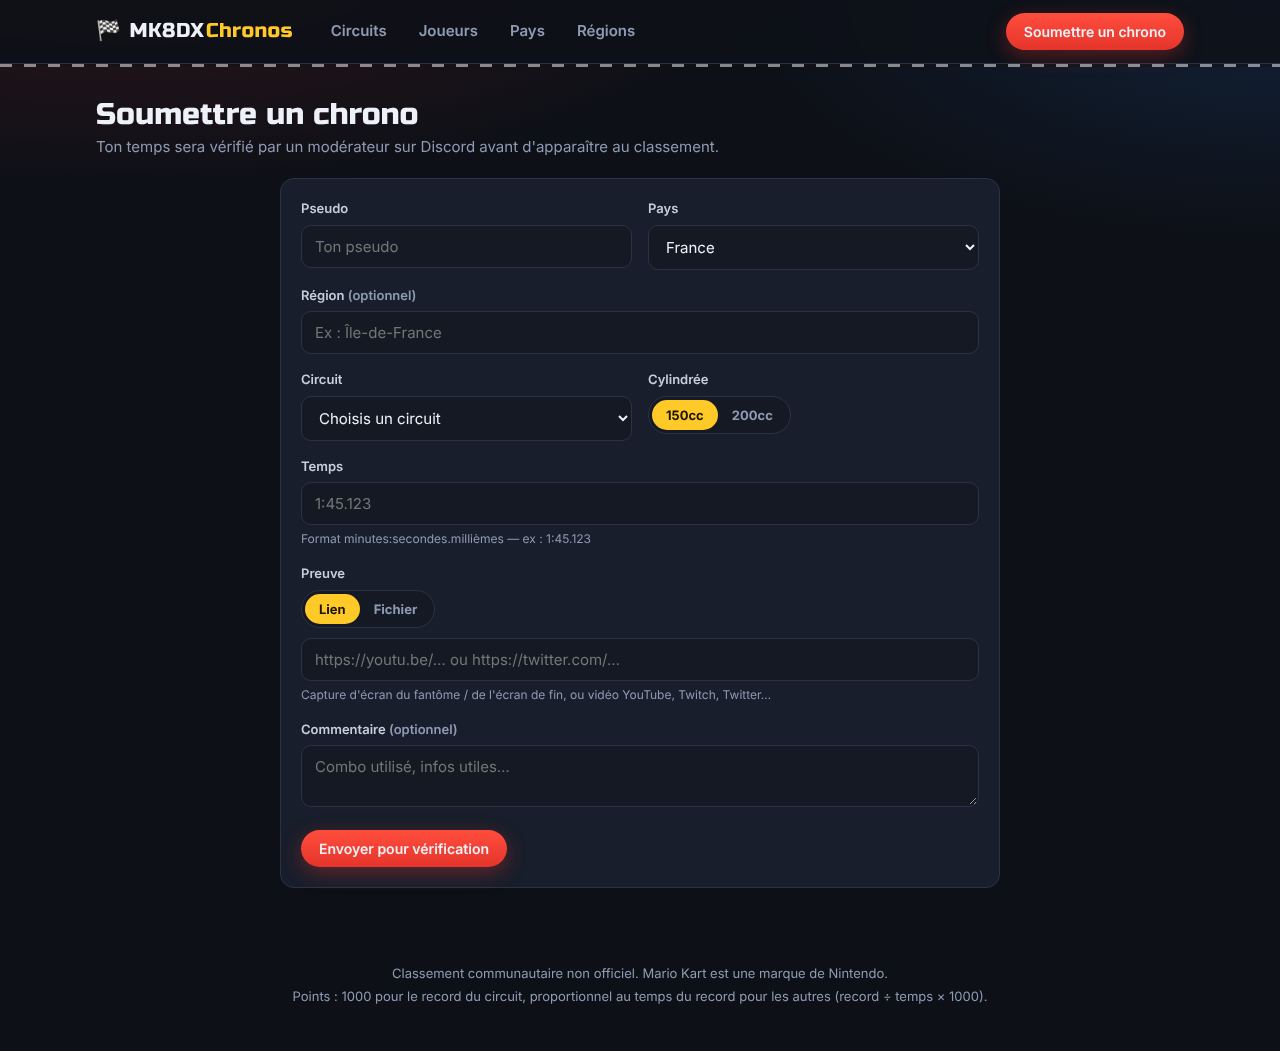 MK8DXChronos
Circuits
Joueurs
Pays
Régions
Soumettre un chrono
Soumettre un chrono
Ton temps sera vérifié par un modérateur sur Discord avant d'apparaître au classement.
Pseudo
Pays
Ton pseudo
France
Région (optionnel)
Ex : Île-de-France
Circuit
Cylindrée
Choisis un circuit
150cc
200cc
Temps
1:45.123
Format minutes:secondes.millièmes — ex : 1:45.123
Preuve
Lien
Fichier
https://youtu.be/... ou https://twitter.com/...
Capture d'écran du fantôme / de l'écran de fin, ou vidéo YouTube, Twitch, Twitter...
Commentaire (optionnel)
Combo utilisé, infos utiles...
Envoyer pour vérification
Classement communautaire non officiel. Mario Kart est une marque de Nintendo.
Points : 1000 pour le record du circuit, proportionnel au temps du record pour les autres (record ÷ temps × 1000).